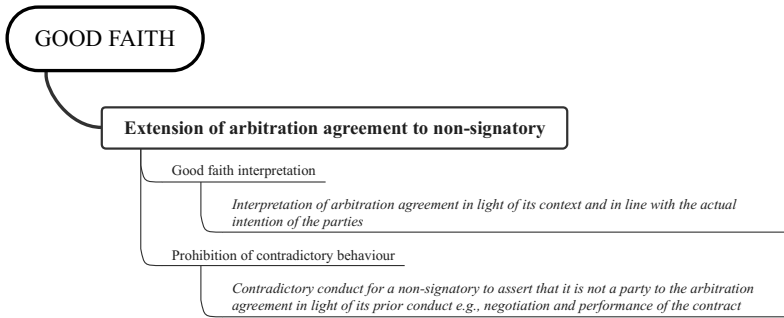 GOOD FAITH
Extension of arbitration agreement to non-signatory
Good faith interpretation
Interpretation of arbitration agreement in light of its context and in line with the actual
intention of the parties
Prohibition of contradictory behaviour
Contradictory conduct for a non-signatory to assert that it is not a party to the arbitration
agreement in light of its prior conduct e.g., negotiation and performance of the contract